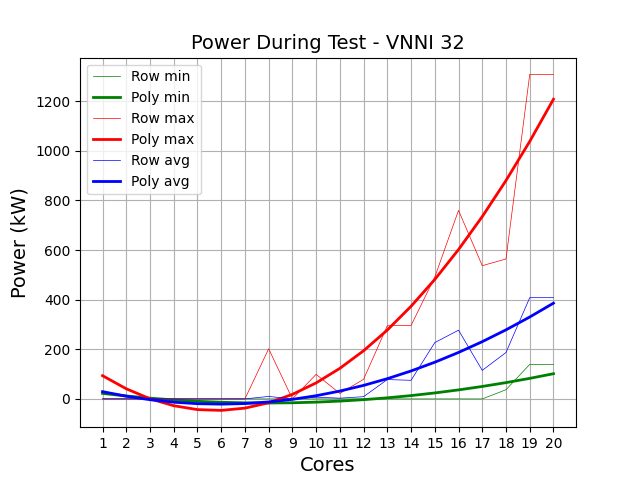 Power During Test - VNNI 32
Row min
Poly min
Row max
Poly max
Row avg
Poly avg
Power (kW)
1200
1000
800
600
400
200
0
1 2 3 4 5 6 7 8 9 10 11 12 13 14 15 16 17 18 19 20
Cores